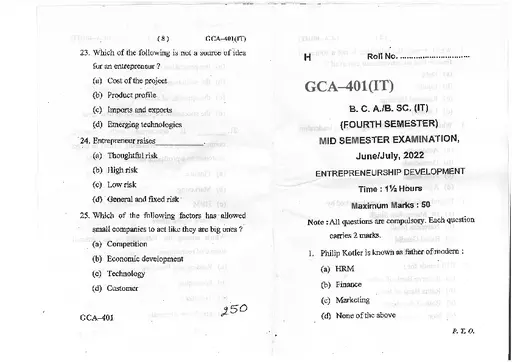 ( 8 ) GCA–401(IT)
23. Which of the following is not a source of idea
for an entrepreneur ?
(a) Cost of the project
(b) Product profile
(c) Imports and exports
(d) Emerging technologies
24. Entrepreneur raises____________.
(a) Thoughtful risk
(b) High risk
(c) Low risk
(d) General and fixed risk
25. Which of the following factors has allowed
small companies to act like they are big ones ?
(a) Competition
(b) Economic development
(c) Technology
(d) Customer
GCA–401
250
H Roll No. ..............................
GCA–401(IT)
B. C. A./B. SC. (IT)
(FOURTH SEMESTER)
MID SEMESTER EXAMINATION,
June/July, 2022
ENTREPRENEURSHIP DEVELOPMENT
Time : 1½ Hours
Maximum Marks : 50
Note : All questions are compulsory. Each question
carries 2 marks.
1. Philip Kotler is known as father of modern :
(a) HRM
(b) Finance
(c) Marketing
(d) None of the above
P. T. O.